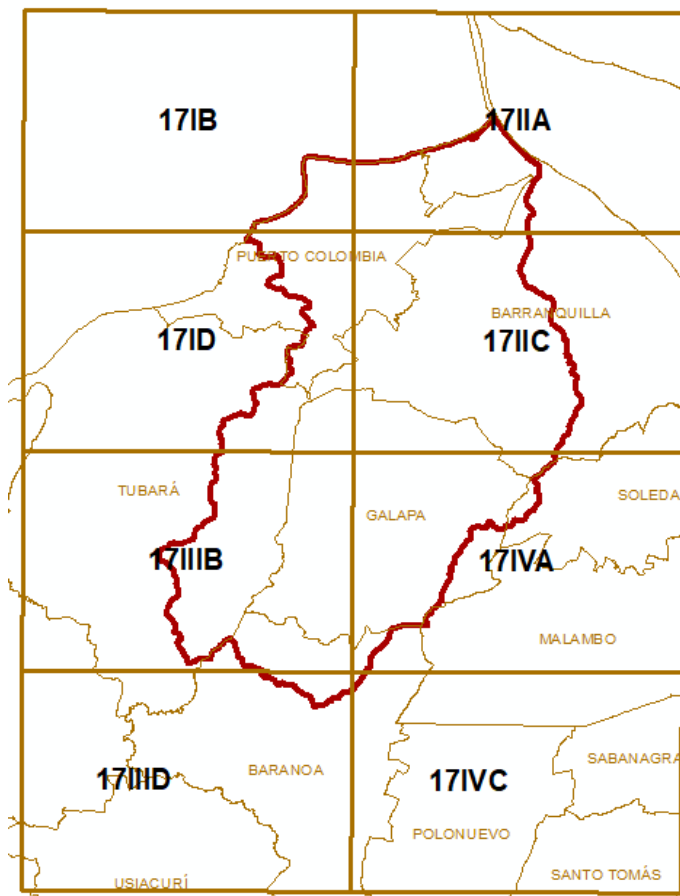 17IB
17IIA
PUERTO COLOMBIA
BARRANQUILLA
17ID
17IIC
TUBARÁ
SOLEDA
GALAPA
17IIIB
17IVA
MALAMBO
SABANAGRA
BARANOA
17IIID
17IVC
POLONUEVO
SANTO TOMÁS
USIACURÍ